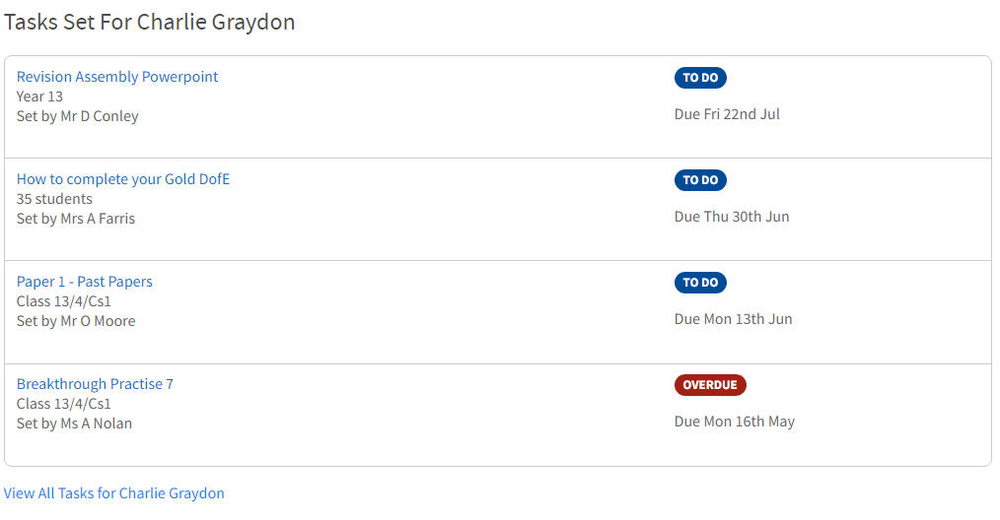 Tasks Set For Charlie Graydon
Revision Assembly Powerpoint
TO DO
Year 13
Set by Mr D Conley
Due Fri 22nd Jul
How to complete your Gold DofE
TO DO
35 students
Set by Mrs A Farris
Due Thu 30th Jun
Paper 1 - Past Papers
TO DO
Class 13/4/Cs1
Set by Mr O Moore
Due Mon 13th Jun
Breakthrough Practise 7
OVERDUE
Class 13/4/Cs1
Set by Ms A Nolan
Due Mon 16th May
View All Tasks for Charlie Graydon